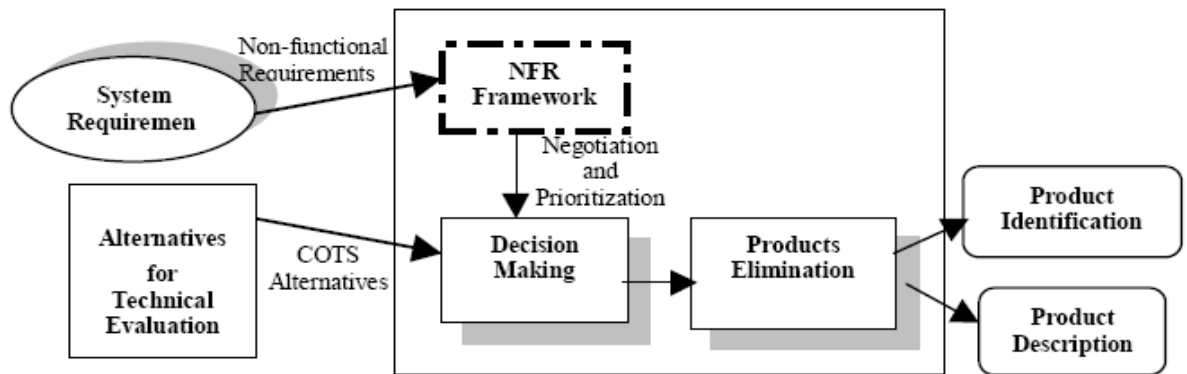 Non-functional
Requirements
System
Requiremen
NFR
Framework
Negotiation
and
Prioritization
Alternatives
for
Technical
Evaluation
COTS
Alternatives
Decision
Making
Products
Elimination
Product
Identification
Product
Description